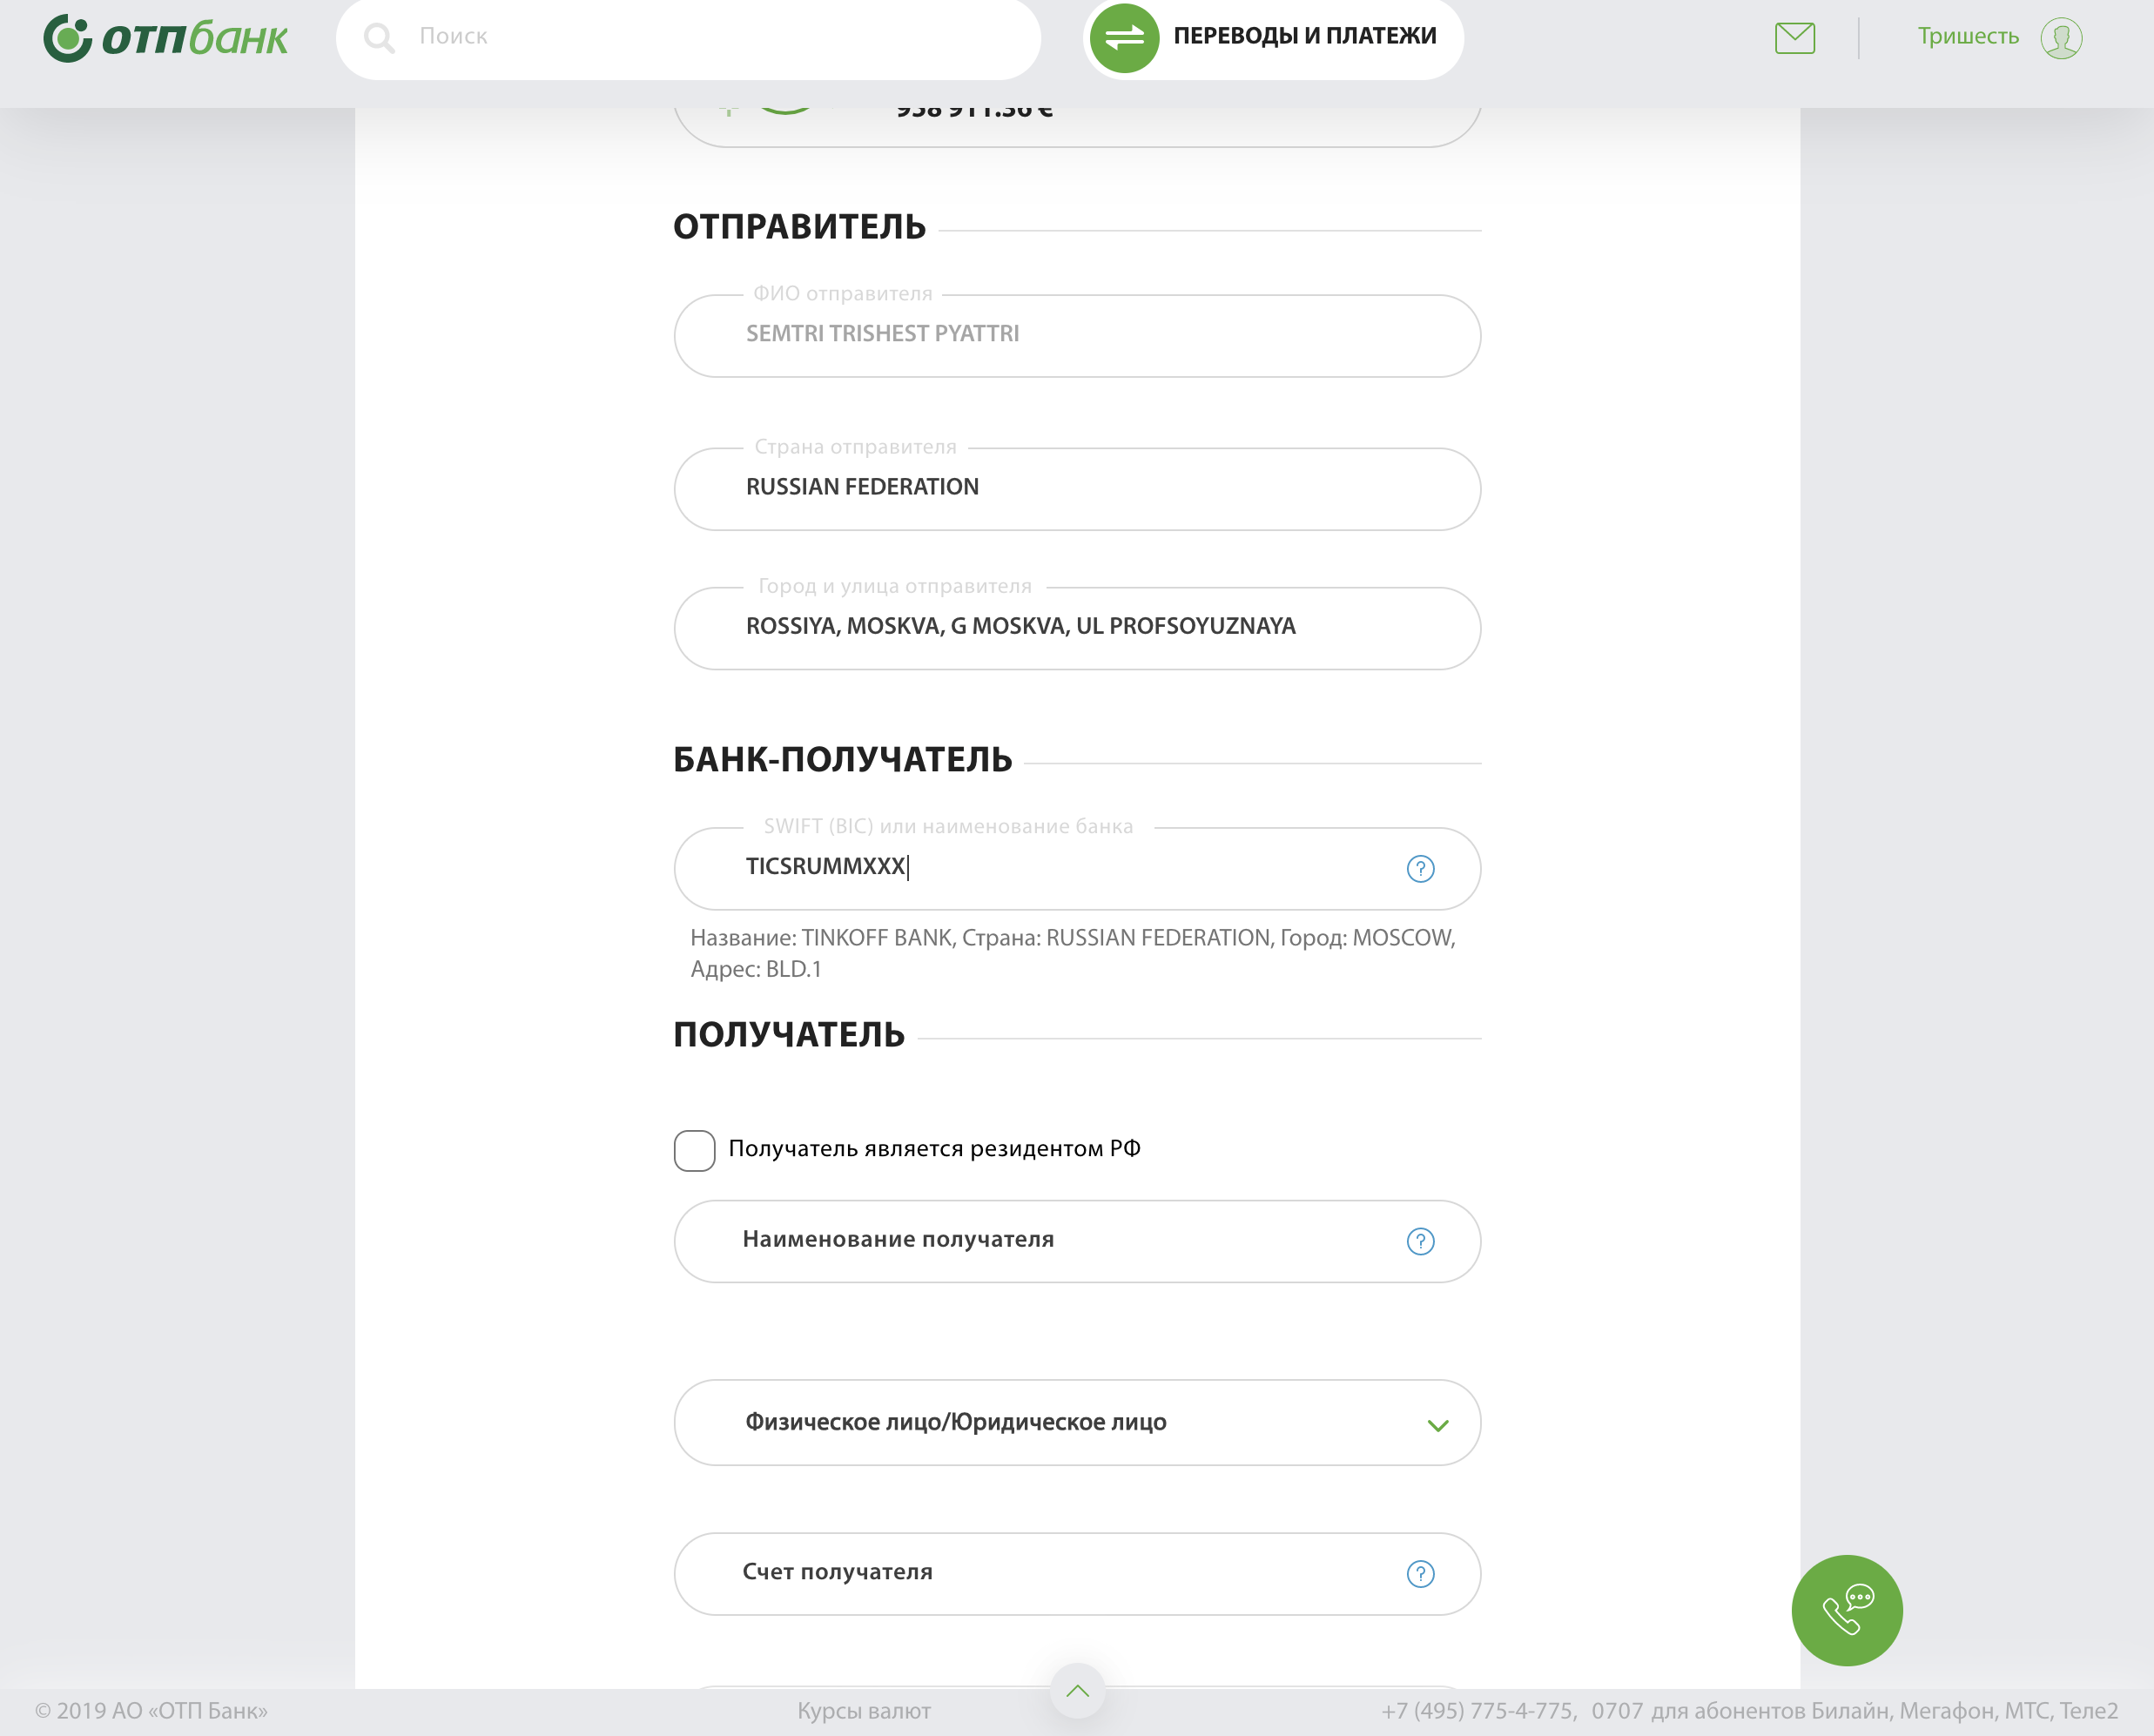 отпбанк
Поиск
ПЕРЕВОДЫ И ПЛАТЕЖИ
Тришесть
938 911.36 €
ОТПРАВИТЕЛЬ
ФИО отправителя
SEMTRI TRISHEST PYATTRI
Страна отправителя
RUSSIAN FEDERATION
Город и улица отправителя
ROSSIYA, MOSKVA, G MOSKVA, UL PROFSOYUZNAYA
БАНК-ПОЛУЧАТЕЛЬ
SWIFT (BIC) или наименование банка
TICSRUMMXXX
Название: TINKOFF BANK, Страна: RUSSIAN FEDERATION, Город: MOSCOW,
Адрес: BLD.1
ПОЛУЧАТЕЛЬ
Получатель является резидентом РФ
Наименование получателя
Физическое лицо/Юридическое лицо
Счет получателя
© 2019 АО «ОТП Банк»
Курсы валют
+7 (495) 775-4-775, 0707 для абонентов Билайн, Мегафон, МТС, Теле2